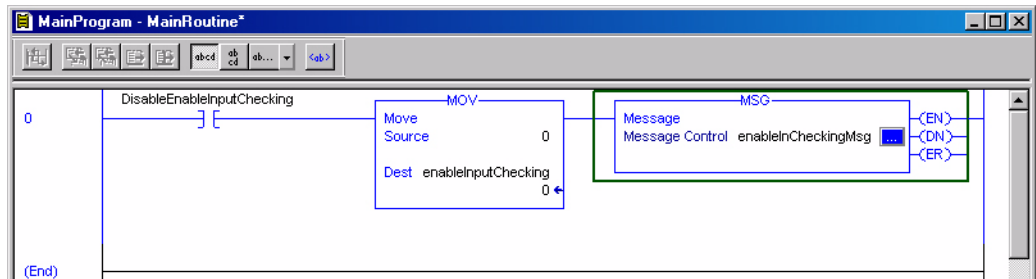 MainProgram - MainRoutine*
abcd
ab
cd
ab...
<ab>
0
DisableEnableInputChecking
MOV
Move
Source 0
Dest enableInputChecking
0
MSG
Message
Message Control enableInCheckingMsg ...
EN
DN
ER
(End)